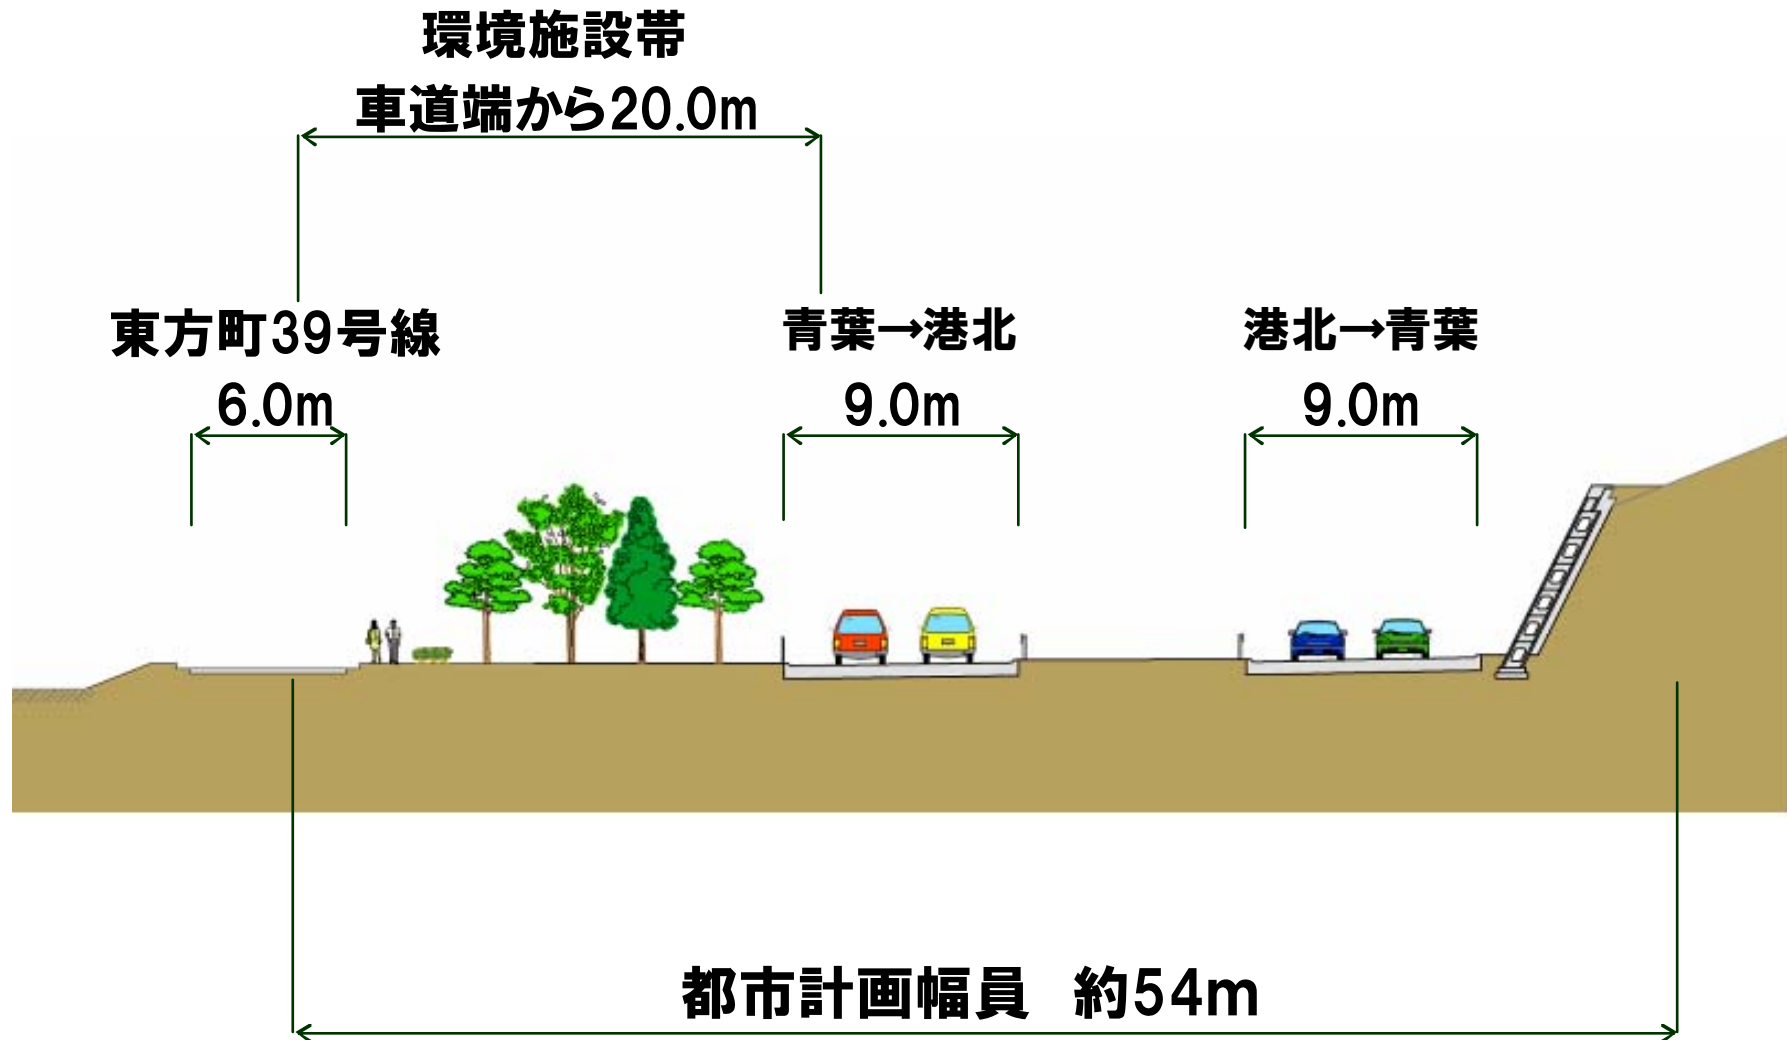 環境施設帯
車道端から20.0m
東方町39号線
6.0m
青葉→港北
9.0m
港北→青葉
9.0m
都市計画幅員 約54m